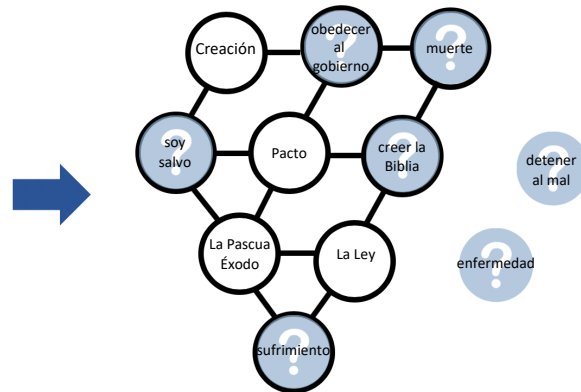 Creación
obedecer
al
gobierno
?
muerte
?
soy
salvo
?
Pacto
creer la
Biblia
?
detener
al mal
?
La Pascua
Éxodo
La Ley
enfermedad
?
sufrimiento
?